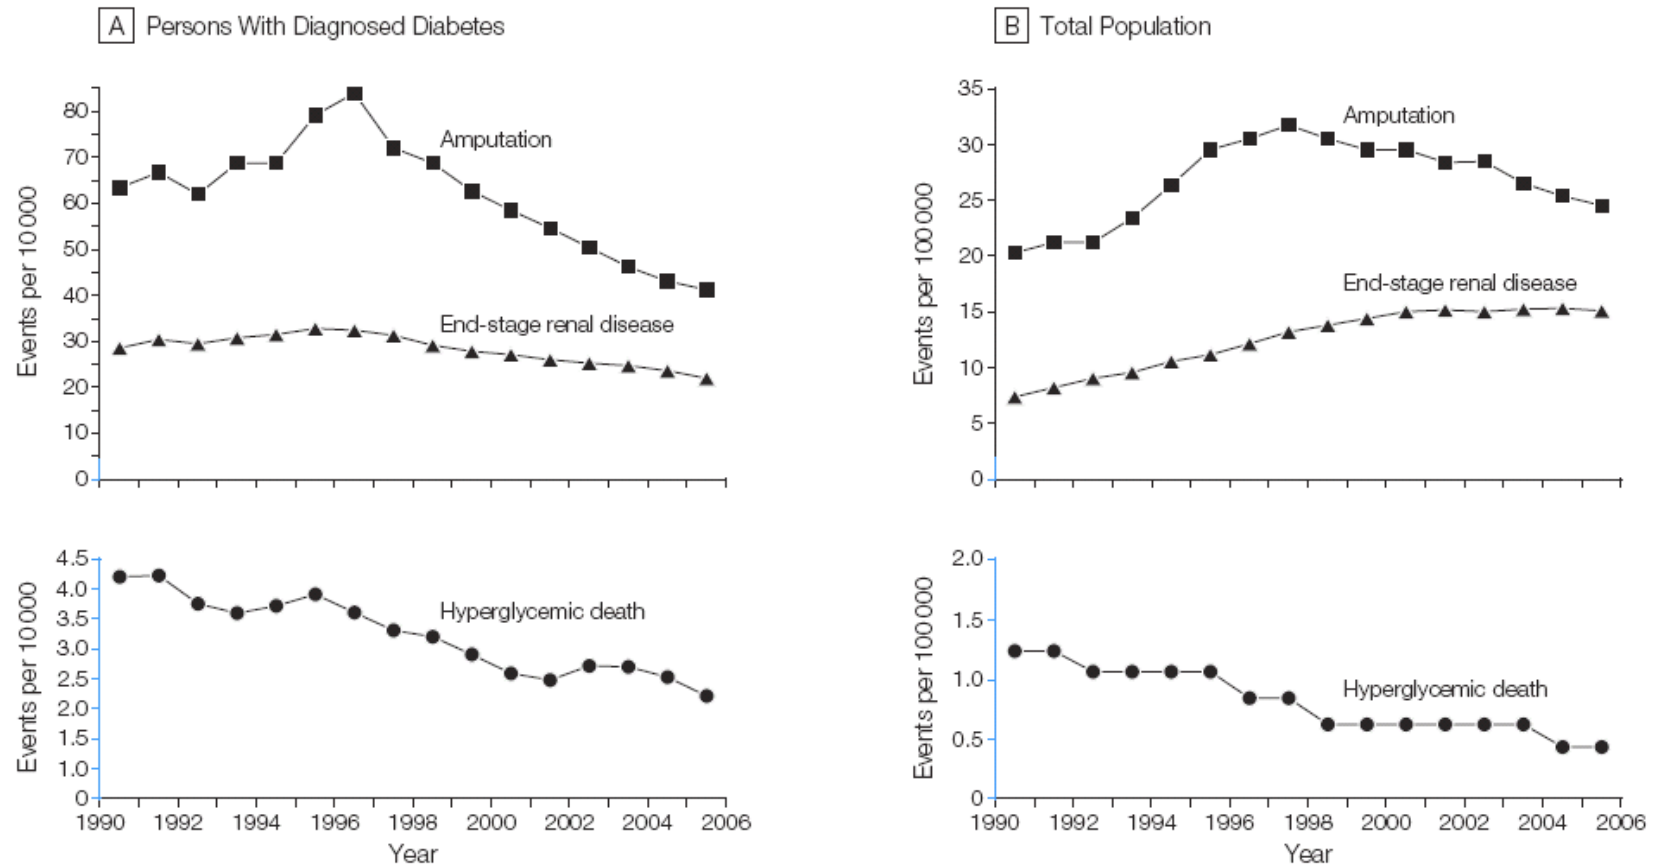 A Persons With Diagnosed Diabetes
80
70
60
50
40
30
20
10
0
Events per 10 000
Amputation
End-stage renal disease
4.5
4.0
3.5
3.0
2.5
2.0
1.5
1.0
0
Events per 10 000
Hyperglycemic death
1990 1992 1994 1996 1998 2000 2002 2004 2006
Year
B Total Population
35
30
25
20
15
10
5
0
Events per 100 000
Amputation
End-stage renal disease
2.0
1.5
1.0
0.5
0
Events per 100 000
Hyperglycemic death
1990 1992 1994 1996 1998 2000 2002 2004 2006
Year